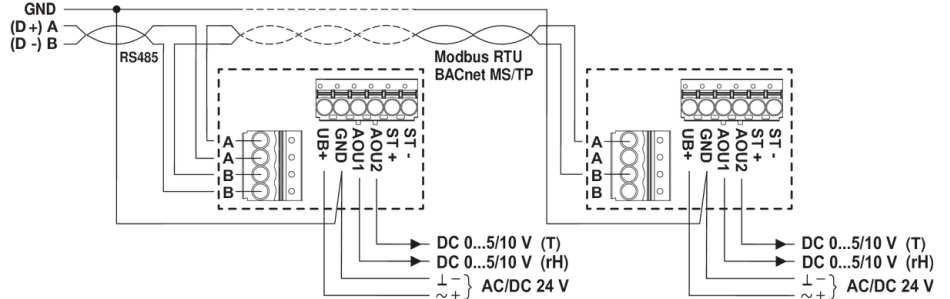 GND
(D +) A
(D -) B
RS485
Modbus RTU
BACnet MS/TP
UB+
GND
AOU1
AOU2
ST +
ST -
A
A
B
B
DC 0...5/10 V (T)
DC 0...5/10 V (rH)
⊥ −
~ +
AC/DC 24 V
UB+
GND
AOU1
AOU2
ST +
ST -
A
A
B
B
DC 0...5/10 V (T)
DC 0...5/10 V (rH)
⊥ −
~ +
AC/DC 24 V